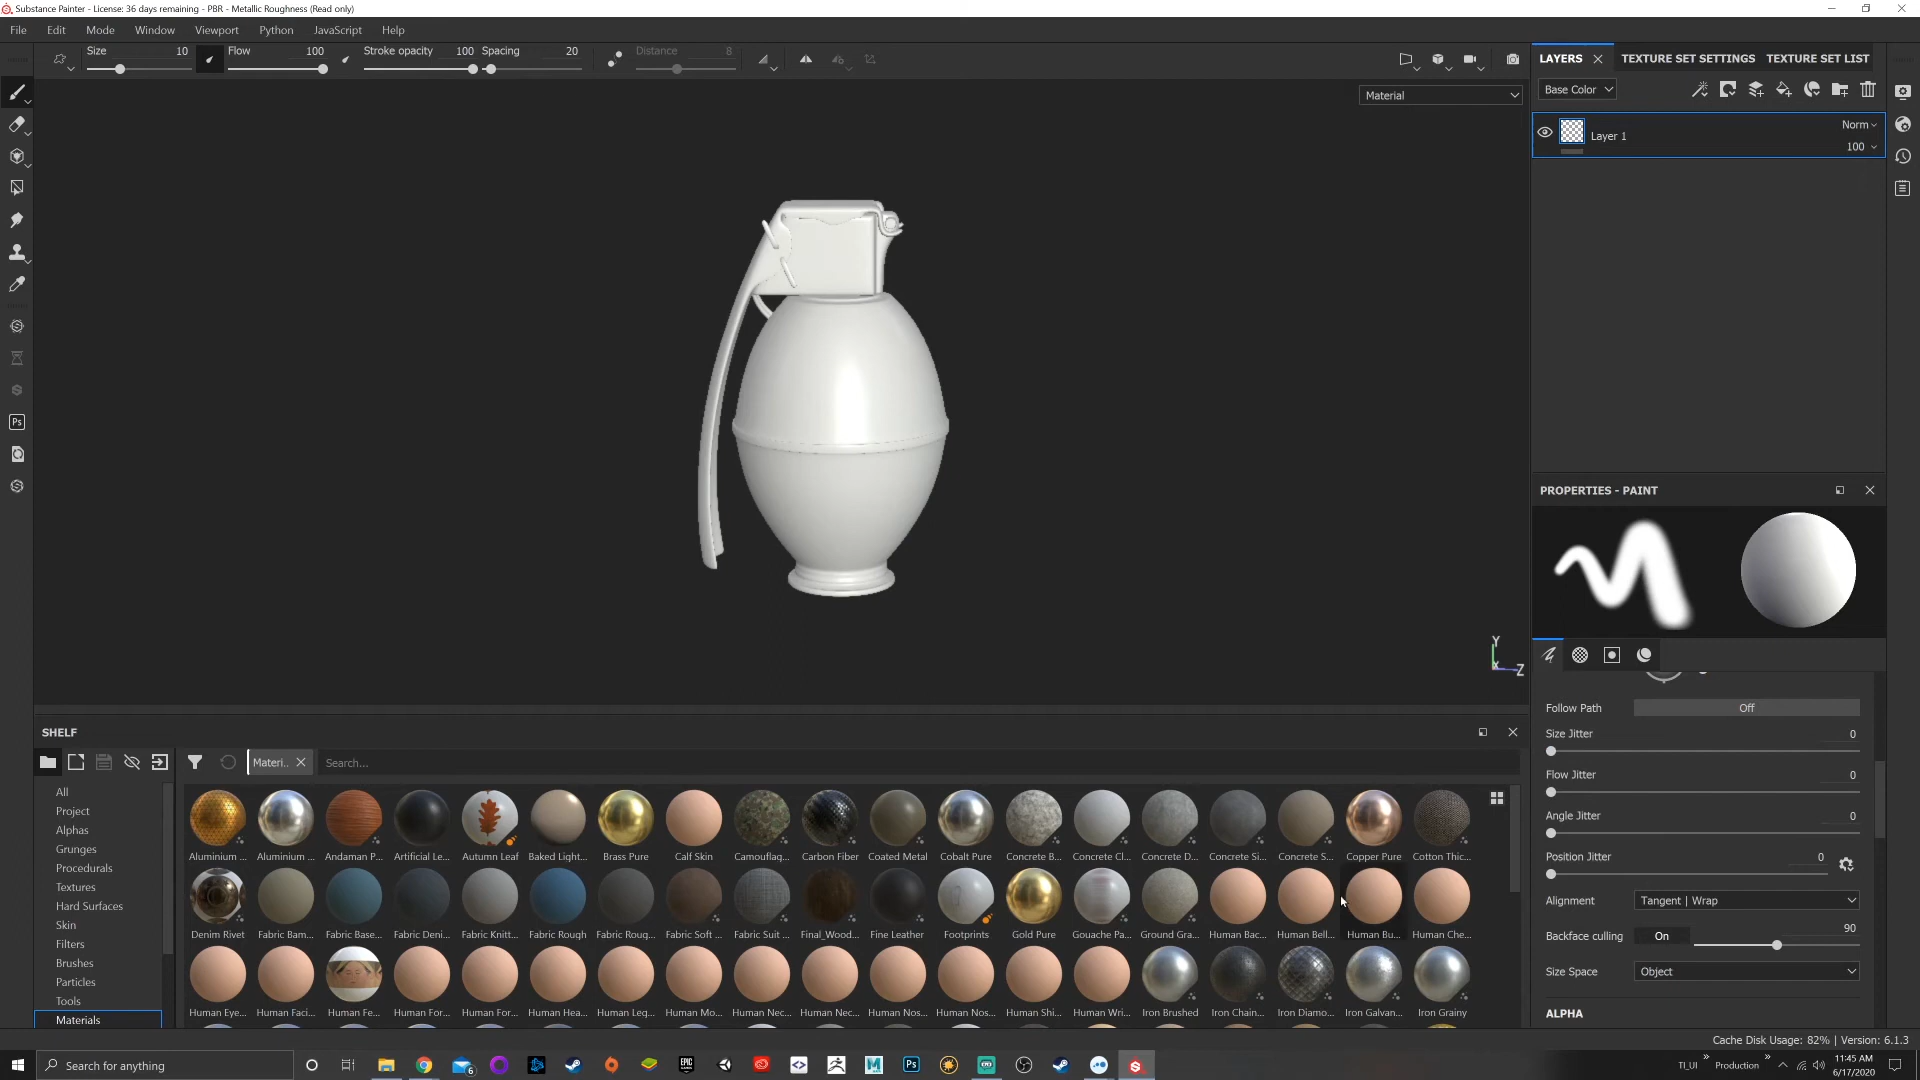 Substance Painter - License: 36 days remaining - PBR - Metallic Roughness (Read only)
File Edit Mode Window Viewport Python JavaScript Help
Size 10 Flow 100 Stroke opacity 100 Spacing 20 Distance 8
Material
LAYERS TEXTURE SET SETTINGS TEXTURE SET LIST
Base Color
Layer 1 Norm
100
PROPERTIES - PAINT
Y
X Z
Follow Path Off
Size Jitter 0
Flow Jitter 0
Angle Jitter 0
Position Jitter 0
Alignment Tangent | Wrap
Backface culling On 90
Size Space Object
ALPHA
SHELF
Materi.. Search...
All
Project
Alphas
Grunges
Procedurals
Textures
Hard Surfaces
Skin
Filters
Brushes
Particles
Tools
Materials
Aluminium ... Aluminium ... Andaman P... Artificial Le... Autumn Leaf Baked Light... Brass Pure Calf Skin Camouflag... Carbon Fiber Coated Metal Cobalt Pure Concrete B... Concrete Cl... Concrete D... Concrete Si... Concrete S... Copper Pure Cotton Thic...
Denim Rivet Fabric Bam... Fabric Base... Fabric Deni... Fabric Knitt... Fabric Rough Fabric Roug... Fabric Soft ... Fabric Suit ... Final_Wood... Fine Leather Footprints Gold Pure Gouache Pa... Ground Gra... Human Bac... Human Bell... Human Bu... Human Che...
Human Eye... Human Faci... Human Fe... Human For... Human For... Human Hea... Human Leg... Human Mo... Human Nec... Human Nec... Human Nos... Human Nos... Human Shi... Human Wri... Iron Brushed Iron Chain... Iron Diamo... Iron Galvan... Iron Grainy
Cache Disk Usage: 82% | Version: 6.1.3
Search for anything
Ps
6
EPIC GAMES
M
Ps
TI_UI
Production
11:45 AM
6/17/2020